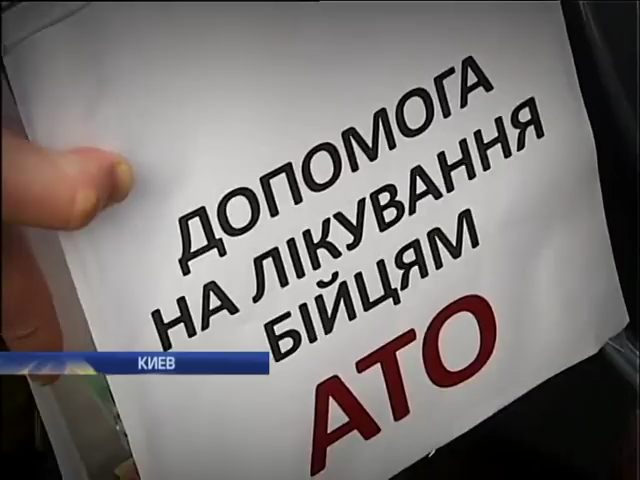 ДОПОМОГА
НА ЛІКУВАННЯ
БІЙЦЯМ
АТО
КИЕВ